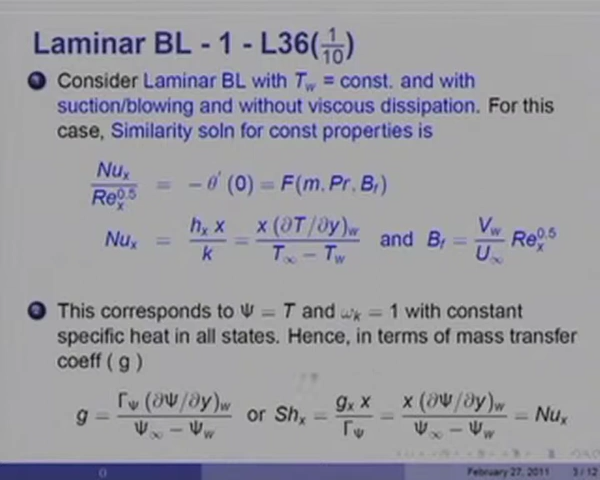 Laminar BL - 1 - L36(1/10)
1 Consider Laminar BL with T_w = const. and with
suction/blowing and without viscous dissipation. For this
case, Similarity soln for const properties is
Nu_x / Re_x^0.5 = − θ′ (0) = F(m, Pr, B_f)
Nu_x = h_x x / k = x (∂T/∂y)_w / T_∞ − T_w and B_f = V_w / U_∞ Re_x^0.5
2 This corresponds to Ψ = T and ω_k = 1 with constant
specific heat in all states. Hence, in terms of mass transfer
coeff ( g )
g = Γ_Ψ (∂Ψ/∂y)_w / Ψ_∞ − Ψ_w or Sh_x = g_x x / Γ_Ψ = x (∂Ψ/∂y)_w / Ψ_∞ − Ψ_w = Nu_x
() February 27, 2011 3 / 12